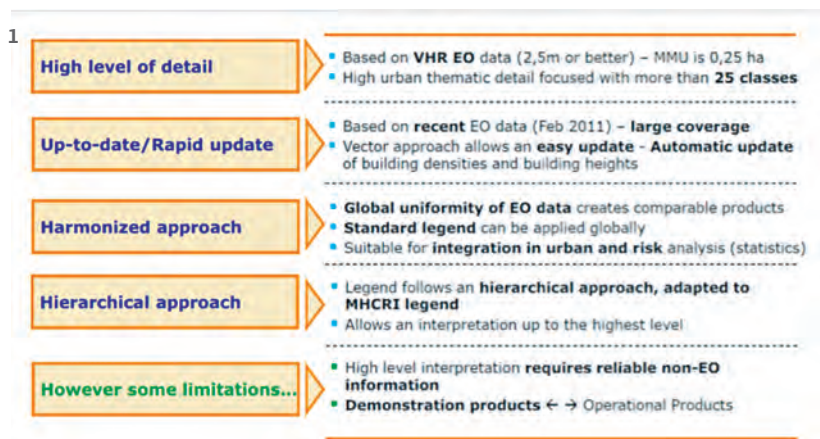 1
High level of detail
• Based on VHR EO data (2,5m or better) – MMU is 0,25 ha
• High urban thematic detail focused with more than 25 classes
Up-to-date/Rapid update
• Based on recent EO data (Feb 2011) – large coverage
• Vector approach allows an easy update - Automatic update
of building densities and building heights
Harmonized approach
• Global uniformity of EO data creates comparable products
• Standard legend can be applied globally
• Suitable for integration in urban and risk analysis (statistics)
Hierarchical approach
• Legend follows an hierarchical approach, adapted to
MHCRI legend
• Allows an interpretation up to the highest level
However some limitations...
• High level interpretation requires reliable non-EO
information
• Demonstration products ← → Operational Products